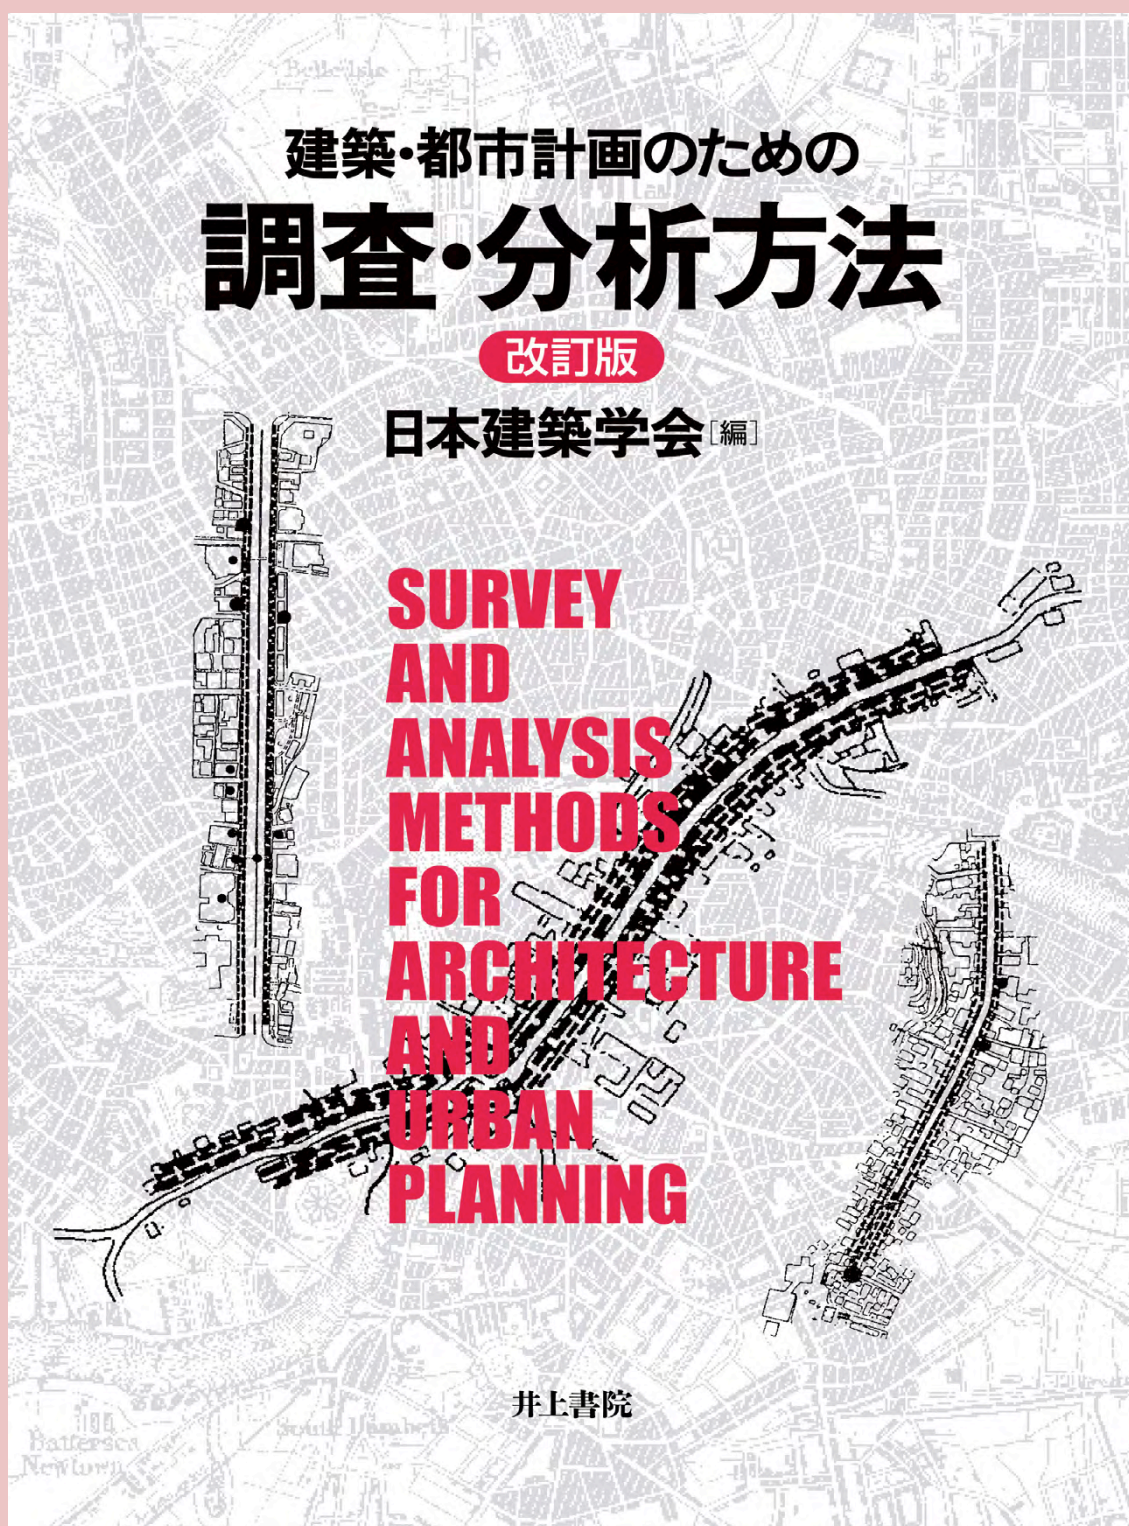 建築・都市計画のための
調査・分析方法
改訂版
日本建築学会[編]
SURVEY
AND
ANALYSIS
METHODS
FOR
ARCHITECTURE
AND
URBAN
PLANNING
井上書院
Battersea
Newtown